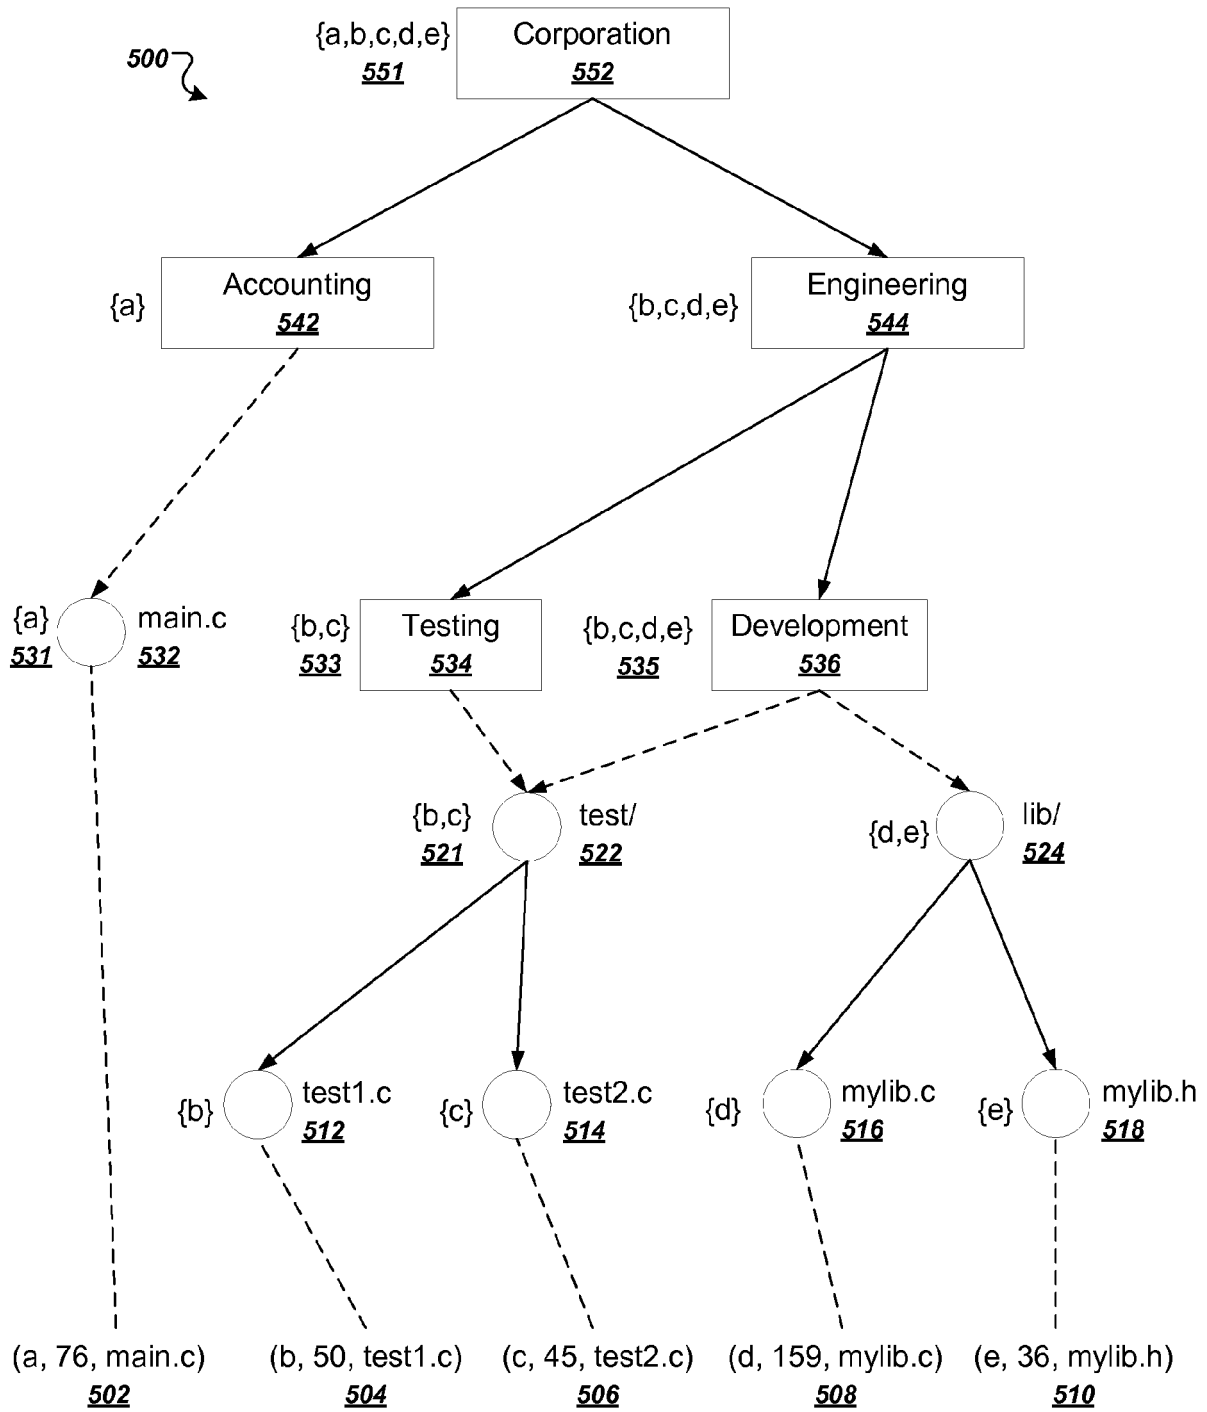 {a,b,c,d,e} Corporation
500 551 552
Accounting Engineering
{a} {b,c,d,e}
542 544
{a} main.c {b,c} Testing {b,c,d,e} Development
531 532 533 534 535 536
{b,c} test/ {d,e} lib/
521 522 524
{b} test1.c {c} test2.c {d} mylib.c {e} mylib.h
512 514 516 518
(a, 76, main.c) (b, 50, test1.c) (c, 45, test2.c) (d, 159, mylib.c) (e, 36, mylib.h)
502 504 506 508 510